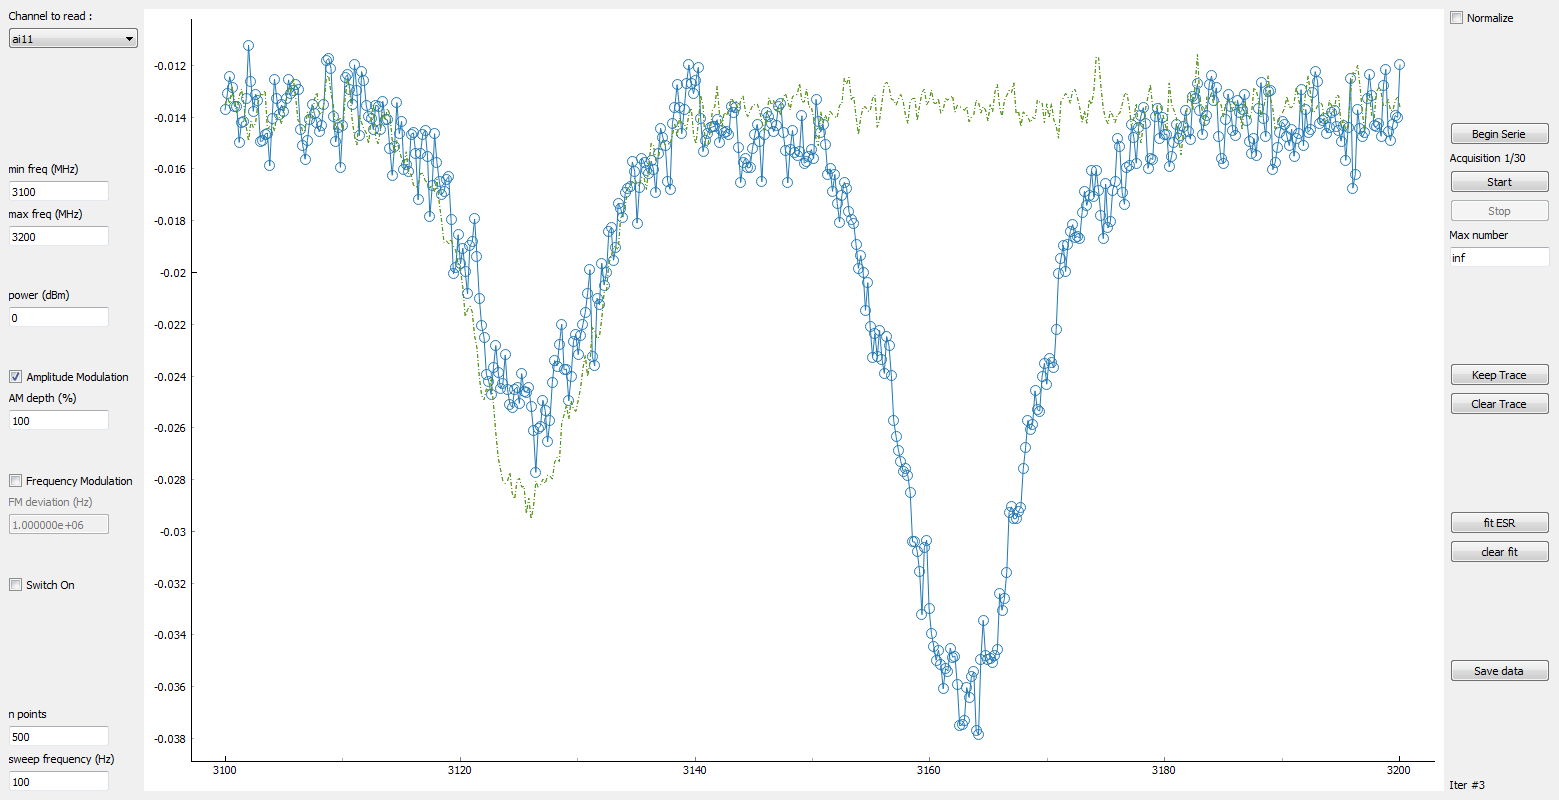 Channel to read :
ai11
min freq (MHz)
3100
max freq (MHz)
3200
power (dBm)
0
Amplitude Modulation
AM depth (%)
100
Frequency Modulation
FM deviation (Hz)
1.000000e+06
Switch On
n points
500
sweep frequency (Hz)
100
-0.012
-0.014
-0.016
-0.018
-0.02
-0.022
-0.024
-0.026
-0.028
-0.03
-0.032
-0.034
-0.036
-0.038
3100
3120
3140
3160
3180
3200
Normalize
Begin Serie
Acquisition 1/30
Start
Stop
Max number
inf
Keep Trace
Clear Trace
fit ESR
clear fit
Save data
Iter #3